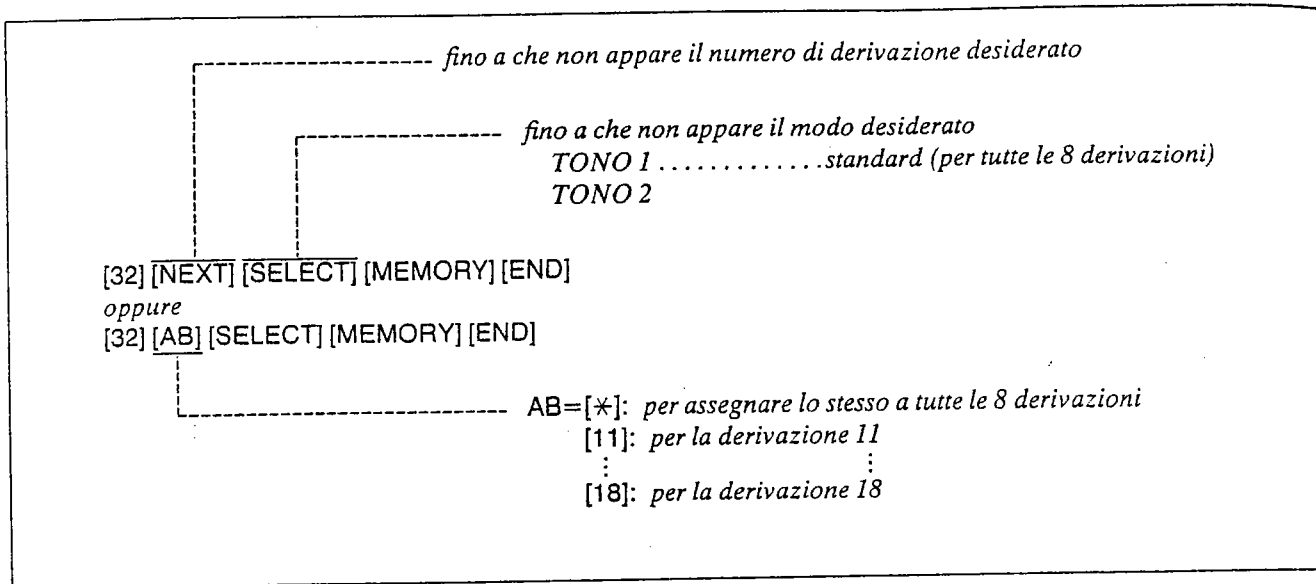 fino a che non appare il numero di derivazione desiderato
fino a che non appare il modo desiderato
TONO 1 .............standard (per tutte le 8 derivazioni)
TONO 2
[32] [NEXT] [SELECT] [MEMORY] [END]
oppure
[32] [AB] [SELECT] [MEMORY] [END]
AB=[✳]: per assegnare lo stesso a tutte le 8 derivazioni
[11]: per la derivazione 11
⋮ ⋮
[18]: per la derivazione 18